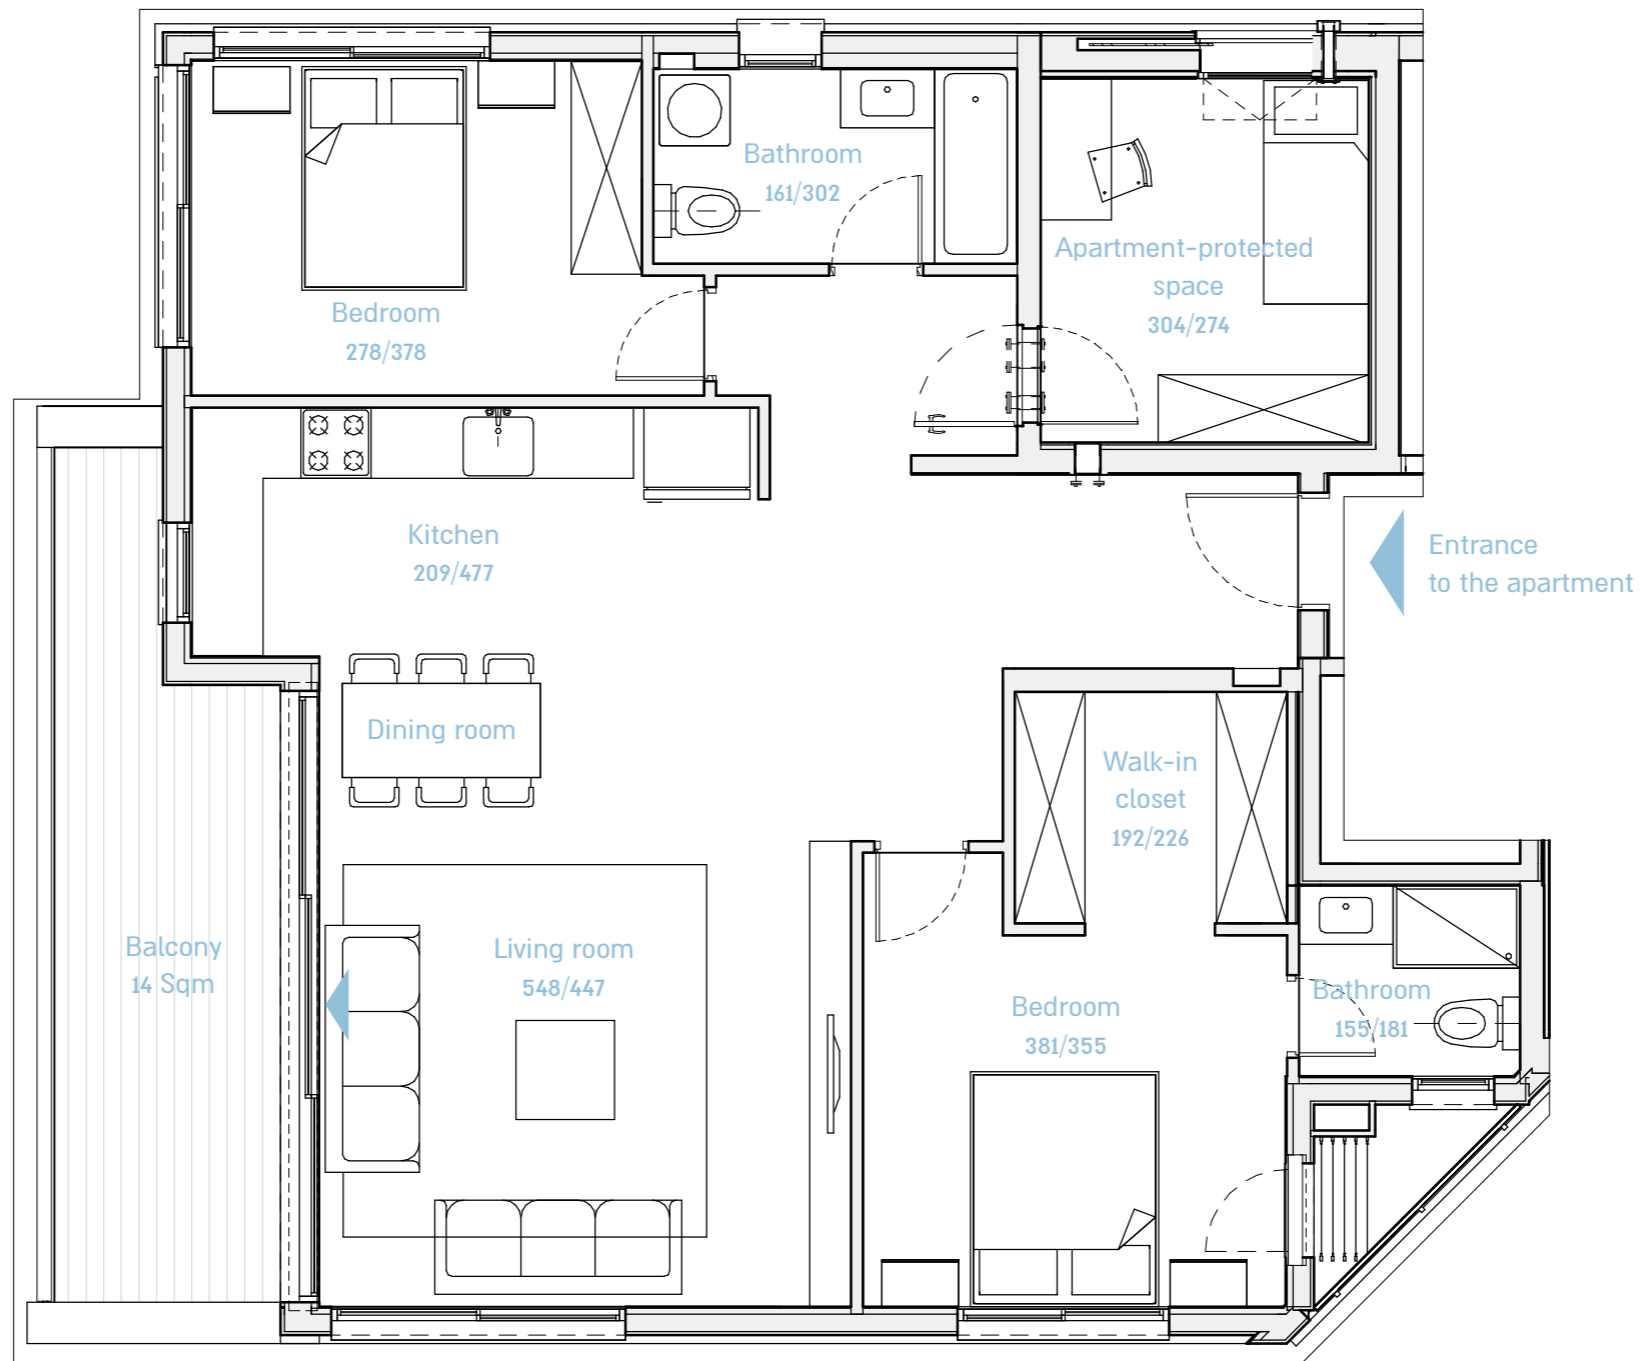 Bathroom
161/302
Apartment-protected
space
304/274
Bedroom
278/378
Kitchen
209/477
Entrance
to the apartment
Dining room
Walk-in
closet
192/226
Balcony
14 Sqm
Living room
548/447
Bedroom
381/355
Bathroom
155/181